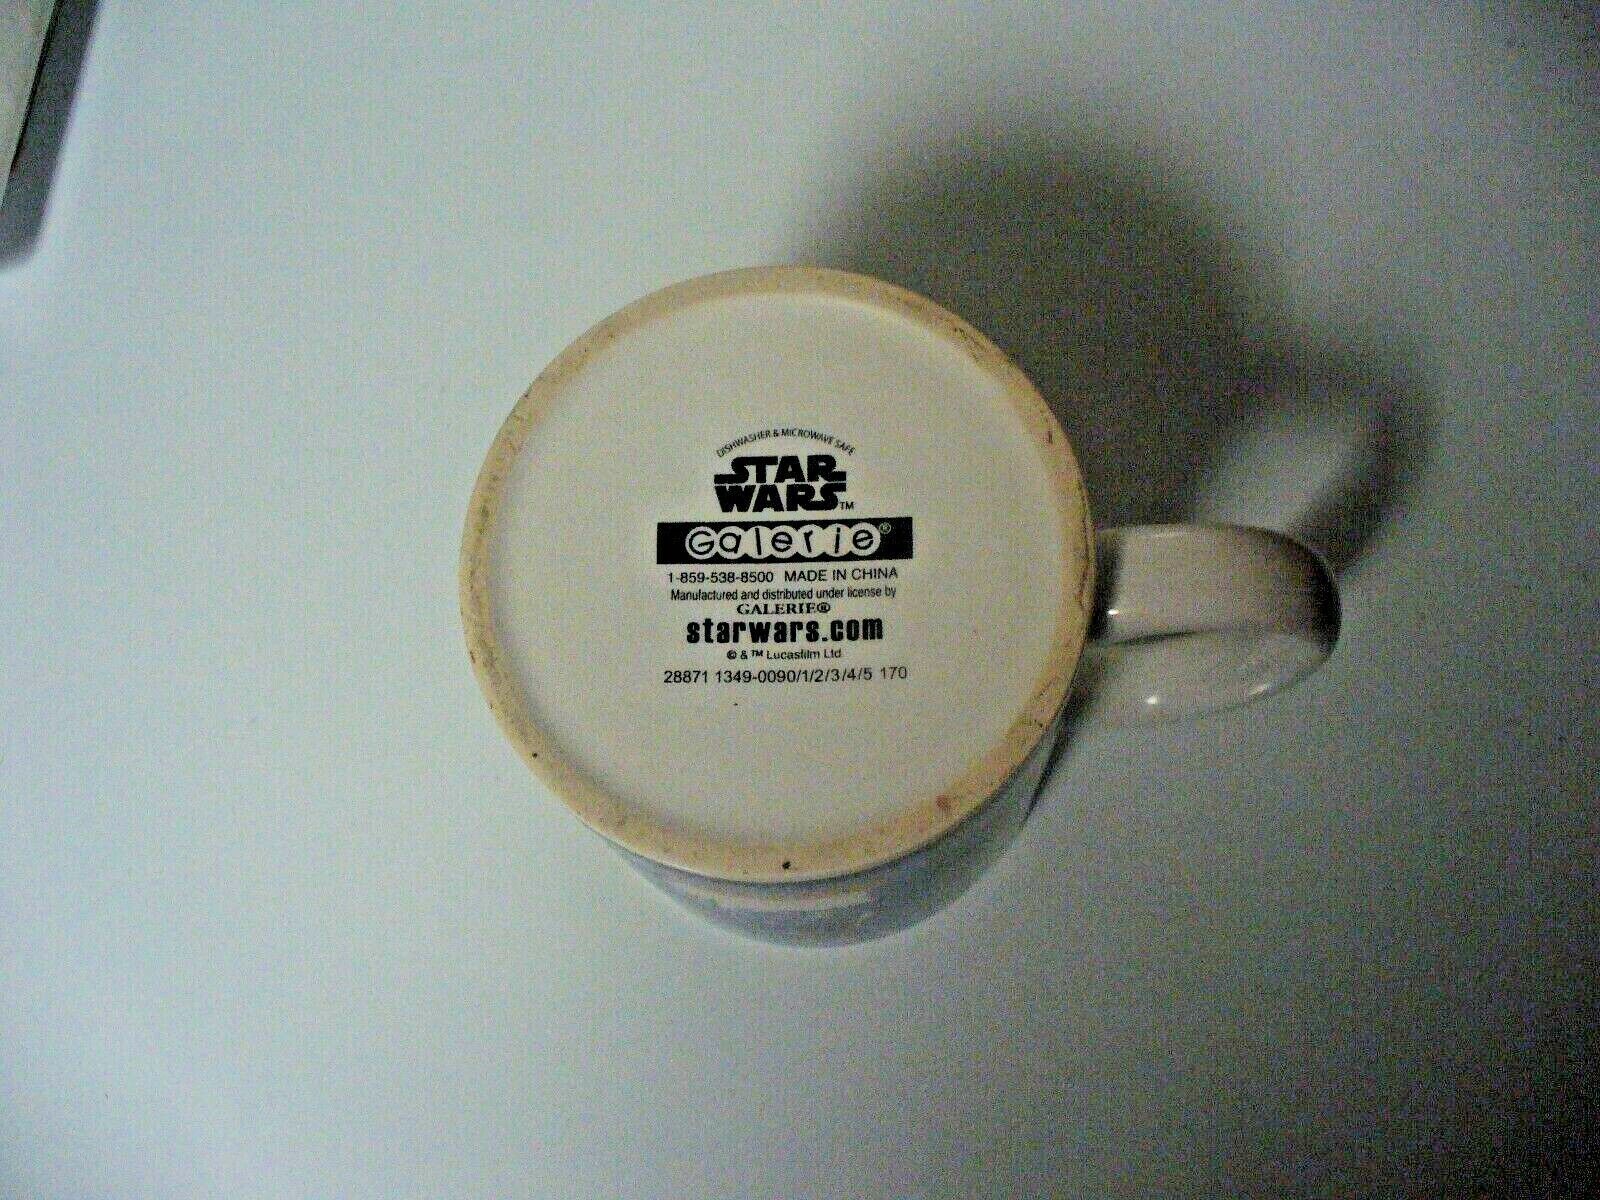 DISHWASHER & MICROWAVE SAFE
STAR
WARS™
Galerie®
1-859-538-8500 MADE IN CHINA
Manufactured and distributed under license by
GALERIE®
starwars.com
© & ™ Lucasfilm Ltd
28871 1349-0090/1/2/3/4/5 170